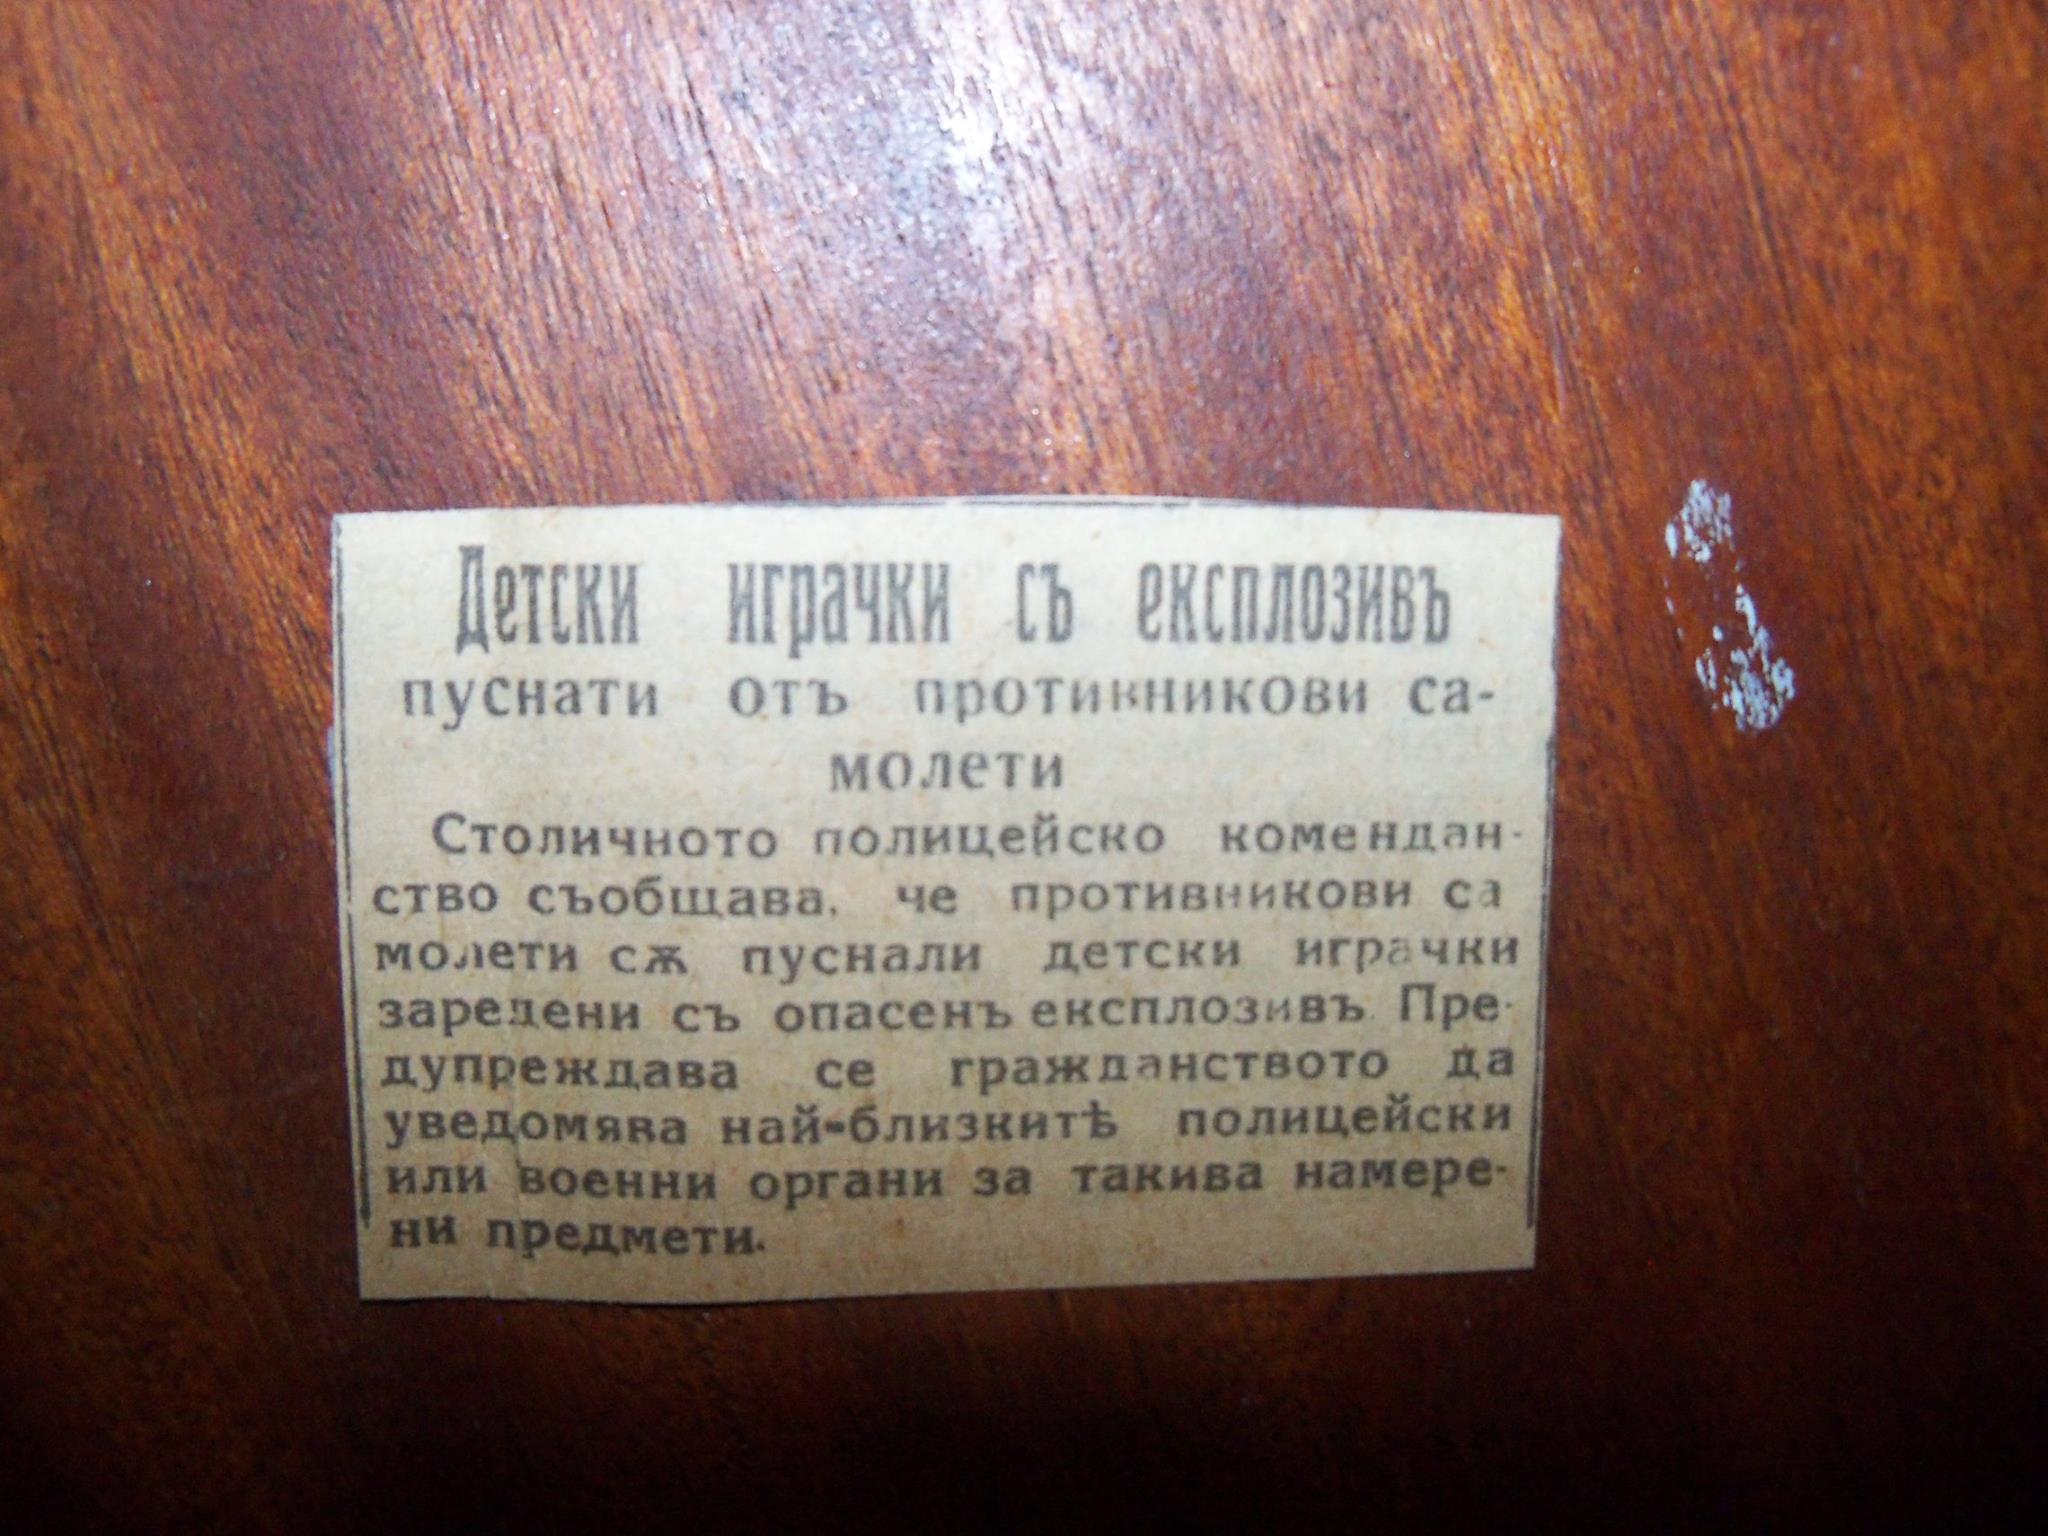 Детски играчки съ експлозивъ
пуснати отъ противникови са-
молети
Столичното полицейско комендан-
ство съобщава, че противникови са
молети сѫ пуснали детски играчки
заредени съ опасенъ експлозивъ. Пре-
дупреждава се гражданството да
уведомява най-близкитѣ полицейски
или военни органи за такива намере-
ни предмети.